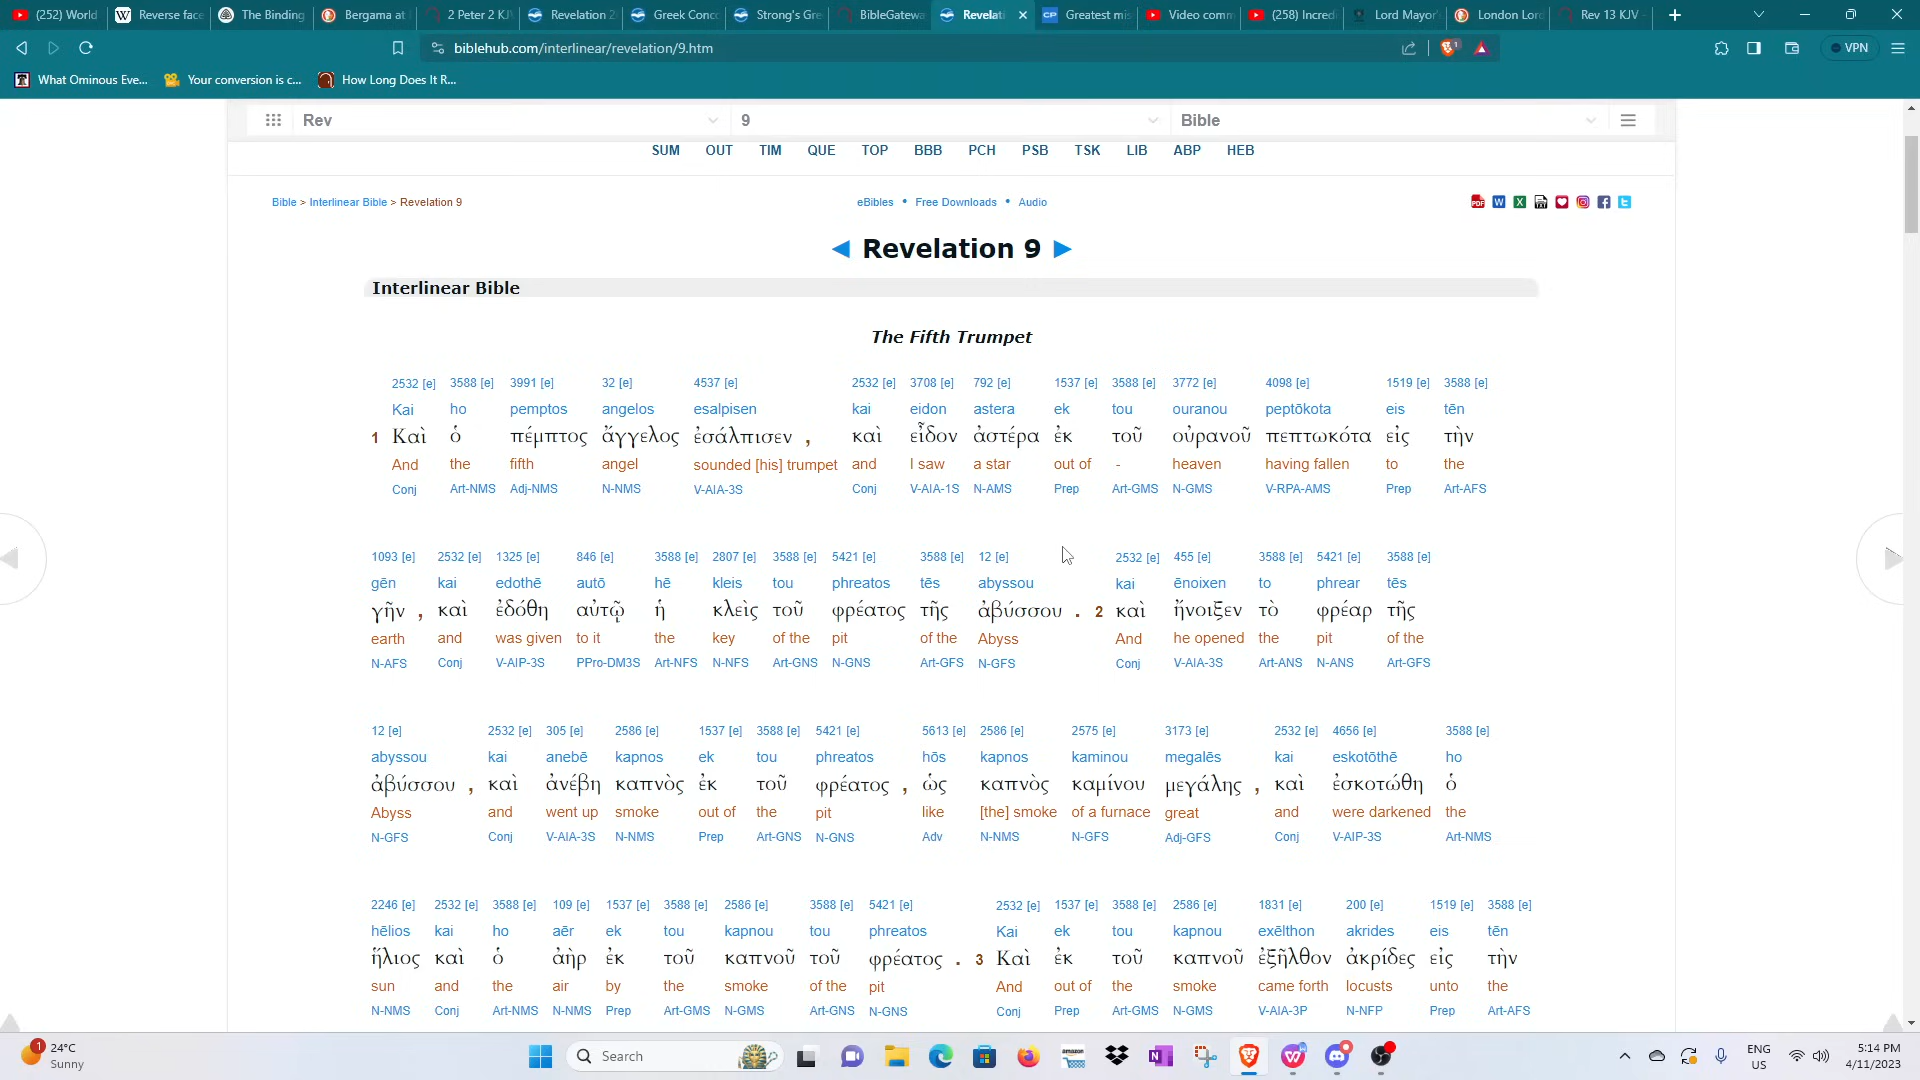 (252) World
Reverse face
The Binding
Bergama at
2 Peter 2 KJV
Revelation 2
Greek Conc
Strong's Gre
BibleGatewa
Revelati
Greatest mis
Video comm
(258) Incredi
Lord Mayor'
London Lord
Rev 13 KJV -
biblehub.com/interlinear/revelation/9.htm
VPN
What Ominous Eve...
Your conversion is c...
How Long Does It R...
Rev 9 Bible
SUM OUT TIM QUE TOP BBB PCH PSB TSK LIB ABP HEB
Bible > Interlinear Bible > Revelation 9
eBibles • Free Downloads • Audio
◄ Revelation 9 ►
Interlinear Bible
The Fifth Trumpet
2532 [e] 3588 [e] 3991 [e] 32 [e] 4537 [e] 2532 [e] 3708 [e] 792 [e] 1537 [e] 3588 [e] 3772 [e] 4098 [e] 1519 [e] 3588 [e]
Kai ho pemptos angelos esalpisen kai eidon astera ek tou ouranou peptōkota eis tēn
1 Καὶ ὁ πέμπτος ἄγγελος ἐσάλπισεν , καὶ εἶδον ἀστέρα ἐκ τοῦ οὐρανοῦ πεπτωκότα εἰς τὴν
And the fifth angel sounded [his] trumpet and I saw a star out of - heaven having fallen to the
Conj Art-NMS Adj-NMS N-NMS V-AIA-3S Conj V-AIA-1S N-AMS Prep Art-GMS N-GMS V-RPA-AMS Prep Art-AFS
1093 [e] 2532 [e] 1325 [e] 846 [e] 3588 [e] 2807 [e] 3588 [e] 5421 [e] 3588 [e] 12 [e] 2532 [e] 455 [e] 3588 [e] 5421 [e] 3588 [e]
gēn kai edothē autō hē kleis tou phreatos tēs abyssou kai ēnoixen to phrear tēs
γῆν , καὶ ἐδόθη αὐτῷ ἡ κλεὶς τοῦ φρέατος τῆς ἀβύσσου . 2 καὶ ἤνοιξεν τὸ φρέαρ τῆς
earth and was given to it the key of the pit of the Abyss And he opened the pit of the
N-AFS Conj V-AIP-3S PPro-DM3S Art-NFS N-NFS Art-GNS N-GNS Art-GFS N-GFS Conj V-AIA-3S Art-ANS N-ANS Art-GFS
12 [e] 2532 [e] 305 [e] 2586 [e] 1537 [e] 3588 [e] 5421 [e] 5613 [e] 2586 [e] 2575 [e] 3173 [e] 2532 [e] 4656 [e] 3588 [e]
abyssou kai anebē kapnos ek tou phreatos hōs kapnos kaminou megalēs kai eskotōthē ho
ἀβύσσου , καὶ ἀνέβη καπνὸς ἐκ τοῦ φρέατος , ὡς καπνὸς καμίνου μεγάλης , καὶ ἐσκοτώθη ὁ
Abyss and went up smoke out of the pit like [the] smoke of a furnace great and were darkened the
N-GFS Conj V-AIA-3S N-NMS Prep Art-GNS N-GNS Adv N-NMS N-GFS Adj-GFS Conj V-AIP-3S Art-NMS
2246 [e] 2532 [e] 3588 [e] 109 [e] 1537 [e] 3588 [e] 2586 [e] 3588 [e] 5421 [e] 2532 [e] 1537 [e] 3588 [e] 2586 [e] 1831 [e] 200 [e] 1519 [e] 3588 [e]
hēlios kai ho aēr ek tou kapnou tou phreatos Kai ek tou kapnou exēlthon akrides eis tēn
ἥλιος καὶ ὁ ἀὴρ ἐκ τοῦ καπνοῦ τοῦ φρέατος . 3 Καὶ ἐκ τοῦ καπνοῦ ἐξῆλθον ἀκρίδες εἰς τὴν
sun and the air by the smoke of the pit And out of the smoke came forth locusts unto the
N-NMS Conj Art-NMS N-NMS Prep Art-GMS N-GMS Art-GNS N-GNS Conj Prep Art-GMS N-GMS V-AIA-3P N-NFP Prep Art-AFS
24°C
Sunny
Search
ENG
US
5:14 PM
4/11/2023